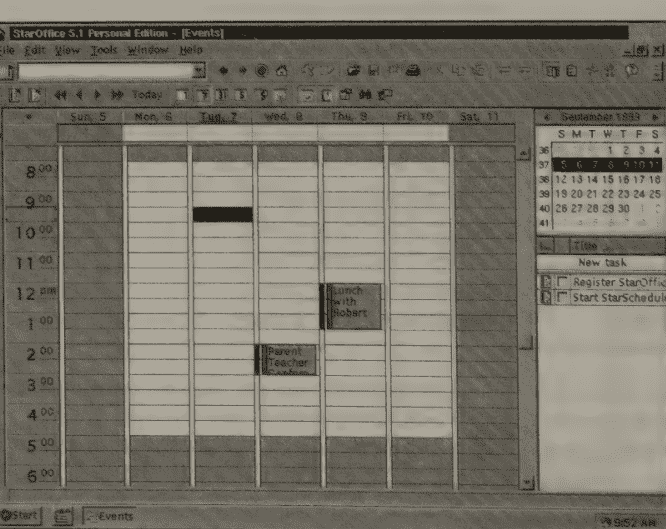 StarOffice 5.1 Personal Edition - [Events]
File Edit View Tools Window Help
Today
Sun, 5 Mon, 6 Tue, 7 Wed, 8 Thu, 9 Fri, 10 Sat, 11
September 1999
S M T W T F S
36 1 2 3 4
37 5 6 7 8 9 10 11
38 12 13 14 15 16 17 18
39 19 20 21 22 23 24 25
40 26 27 28 29 30 1 2
41
8 00
9 00
10 00
11 00
12 pm
1 00
2 00
3 00
4 00
5 00
6 00
Lunch
with
Robert
Parent
Teacher
Title
New task
Register StarOffic
Start StarSchedul
Start
Events
9:52 AM